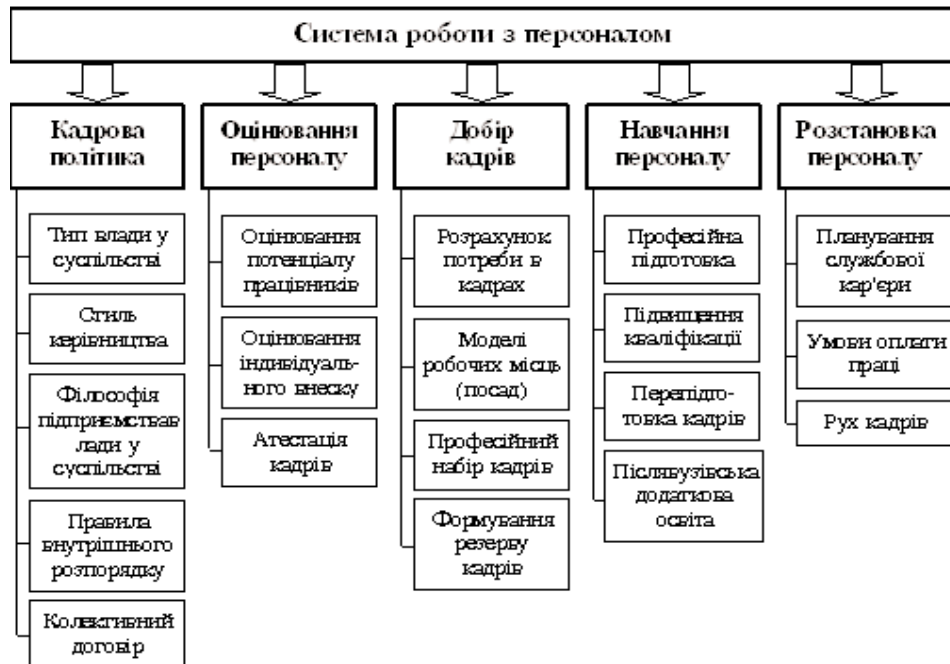 Система роботи з персоналом
Кадрова
політика
Тип влади у
суспільстві
Стиль
керівництва
Філософія
підприємствав
лади у
суспільстві
Правила
внутрішнього
розпорядку
Колективний
договір
Оцінювання
персоналу
Оцінювання
потенціалу
працівників
Оцінювання
індивідуаль-
ного внеску
Атестація
кадрів
Добір
кадрів
Розрахунок
потреби в
кадрах
Моделі
робочих місць
(посад)
Професійний
набір кадрів
Формування
резерву
кадрів
Навчання
персоналу
Професійна
підготовка
Підвищення
кваліфікації
Перепідго-
товка кадрів
Післявузівська
додаткова
освіта
Розстановка
персоналу
Планування
службової
кар'єри
Умови оплати
праці
Рух кадрів